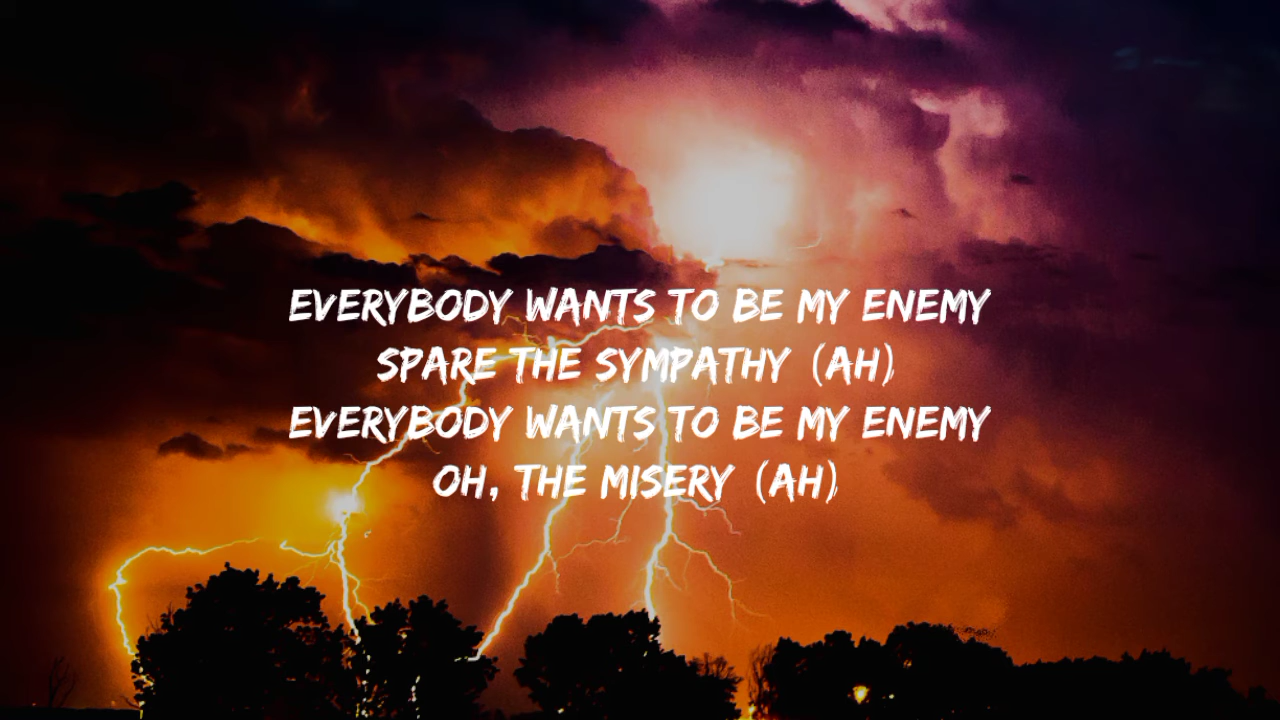 EVERYBODY WANTS TO BE MY ENEMY
SPARE THE SYMPATHY (AH)
EVERYBODY WANTS TO BE MY ENEMY
OH, THE MISERY (AH)